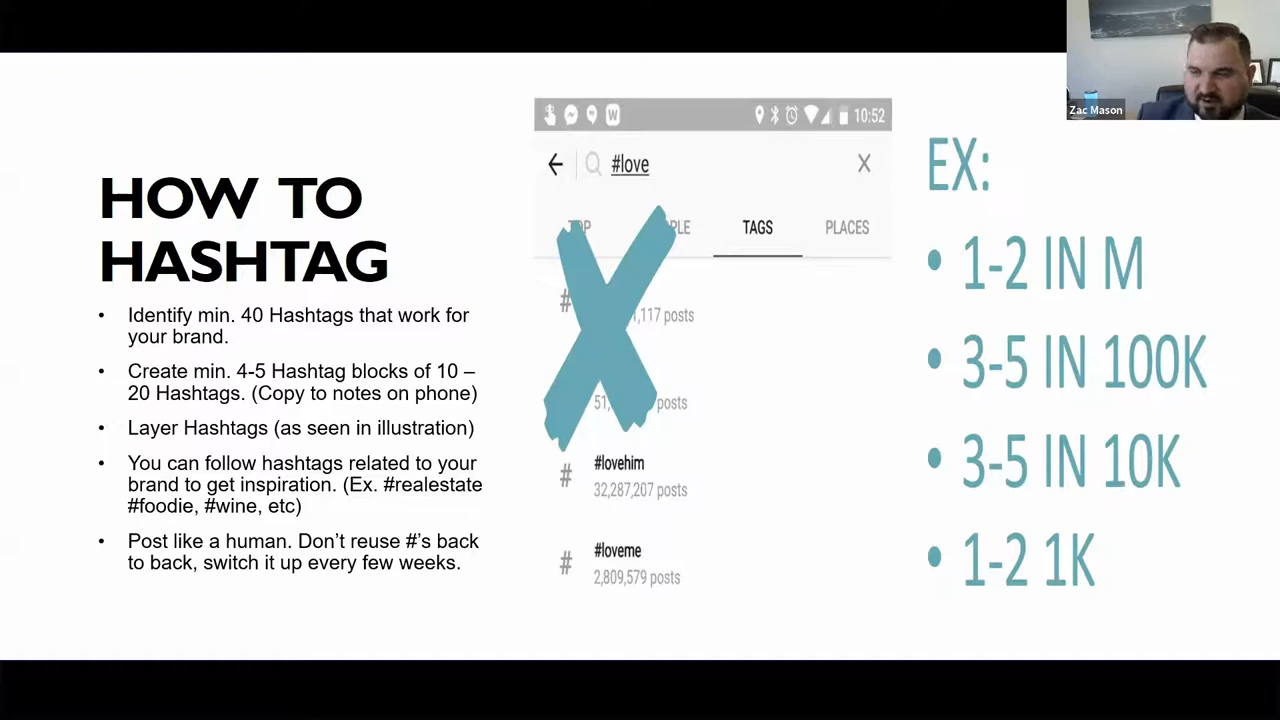 Zac Mason
HOW TO
HASHTAG
• Identify min. 40 Hashtags that work for
your brand.
• Create min. 4-5 Hashtag blocks of 10 –
20 Hashtags. (Copy to notes on phone)
• Layer Hashtags (as seen in illustration)
• You can follow hashtags related to your
brand to get inspiration. (Ex. #realestate
#foodie, #wine, etc)
• Post like a human. Don’t reuse #’s back
to back, switch it up every few weeks.
W
10:52
#love
TAGS
PLACES
#
,117 posts
posts
#
#lovehim
32,287,207 posts
#
#loveme
2,809,579 posts
EX:
• 1-2 IN M
• 3-5 IN 100K
• 3-5 IN 10K
• 1-2 1K